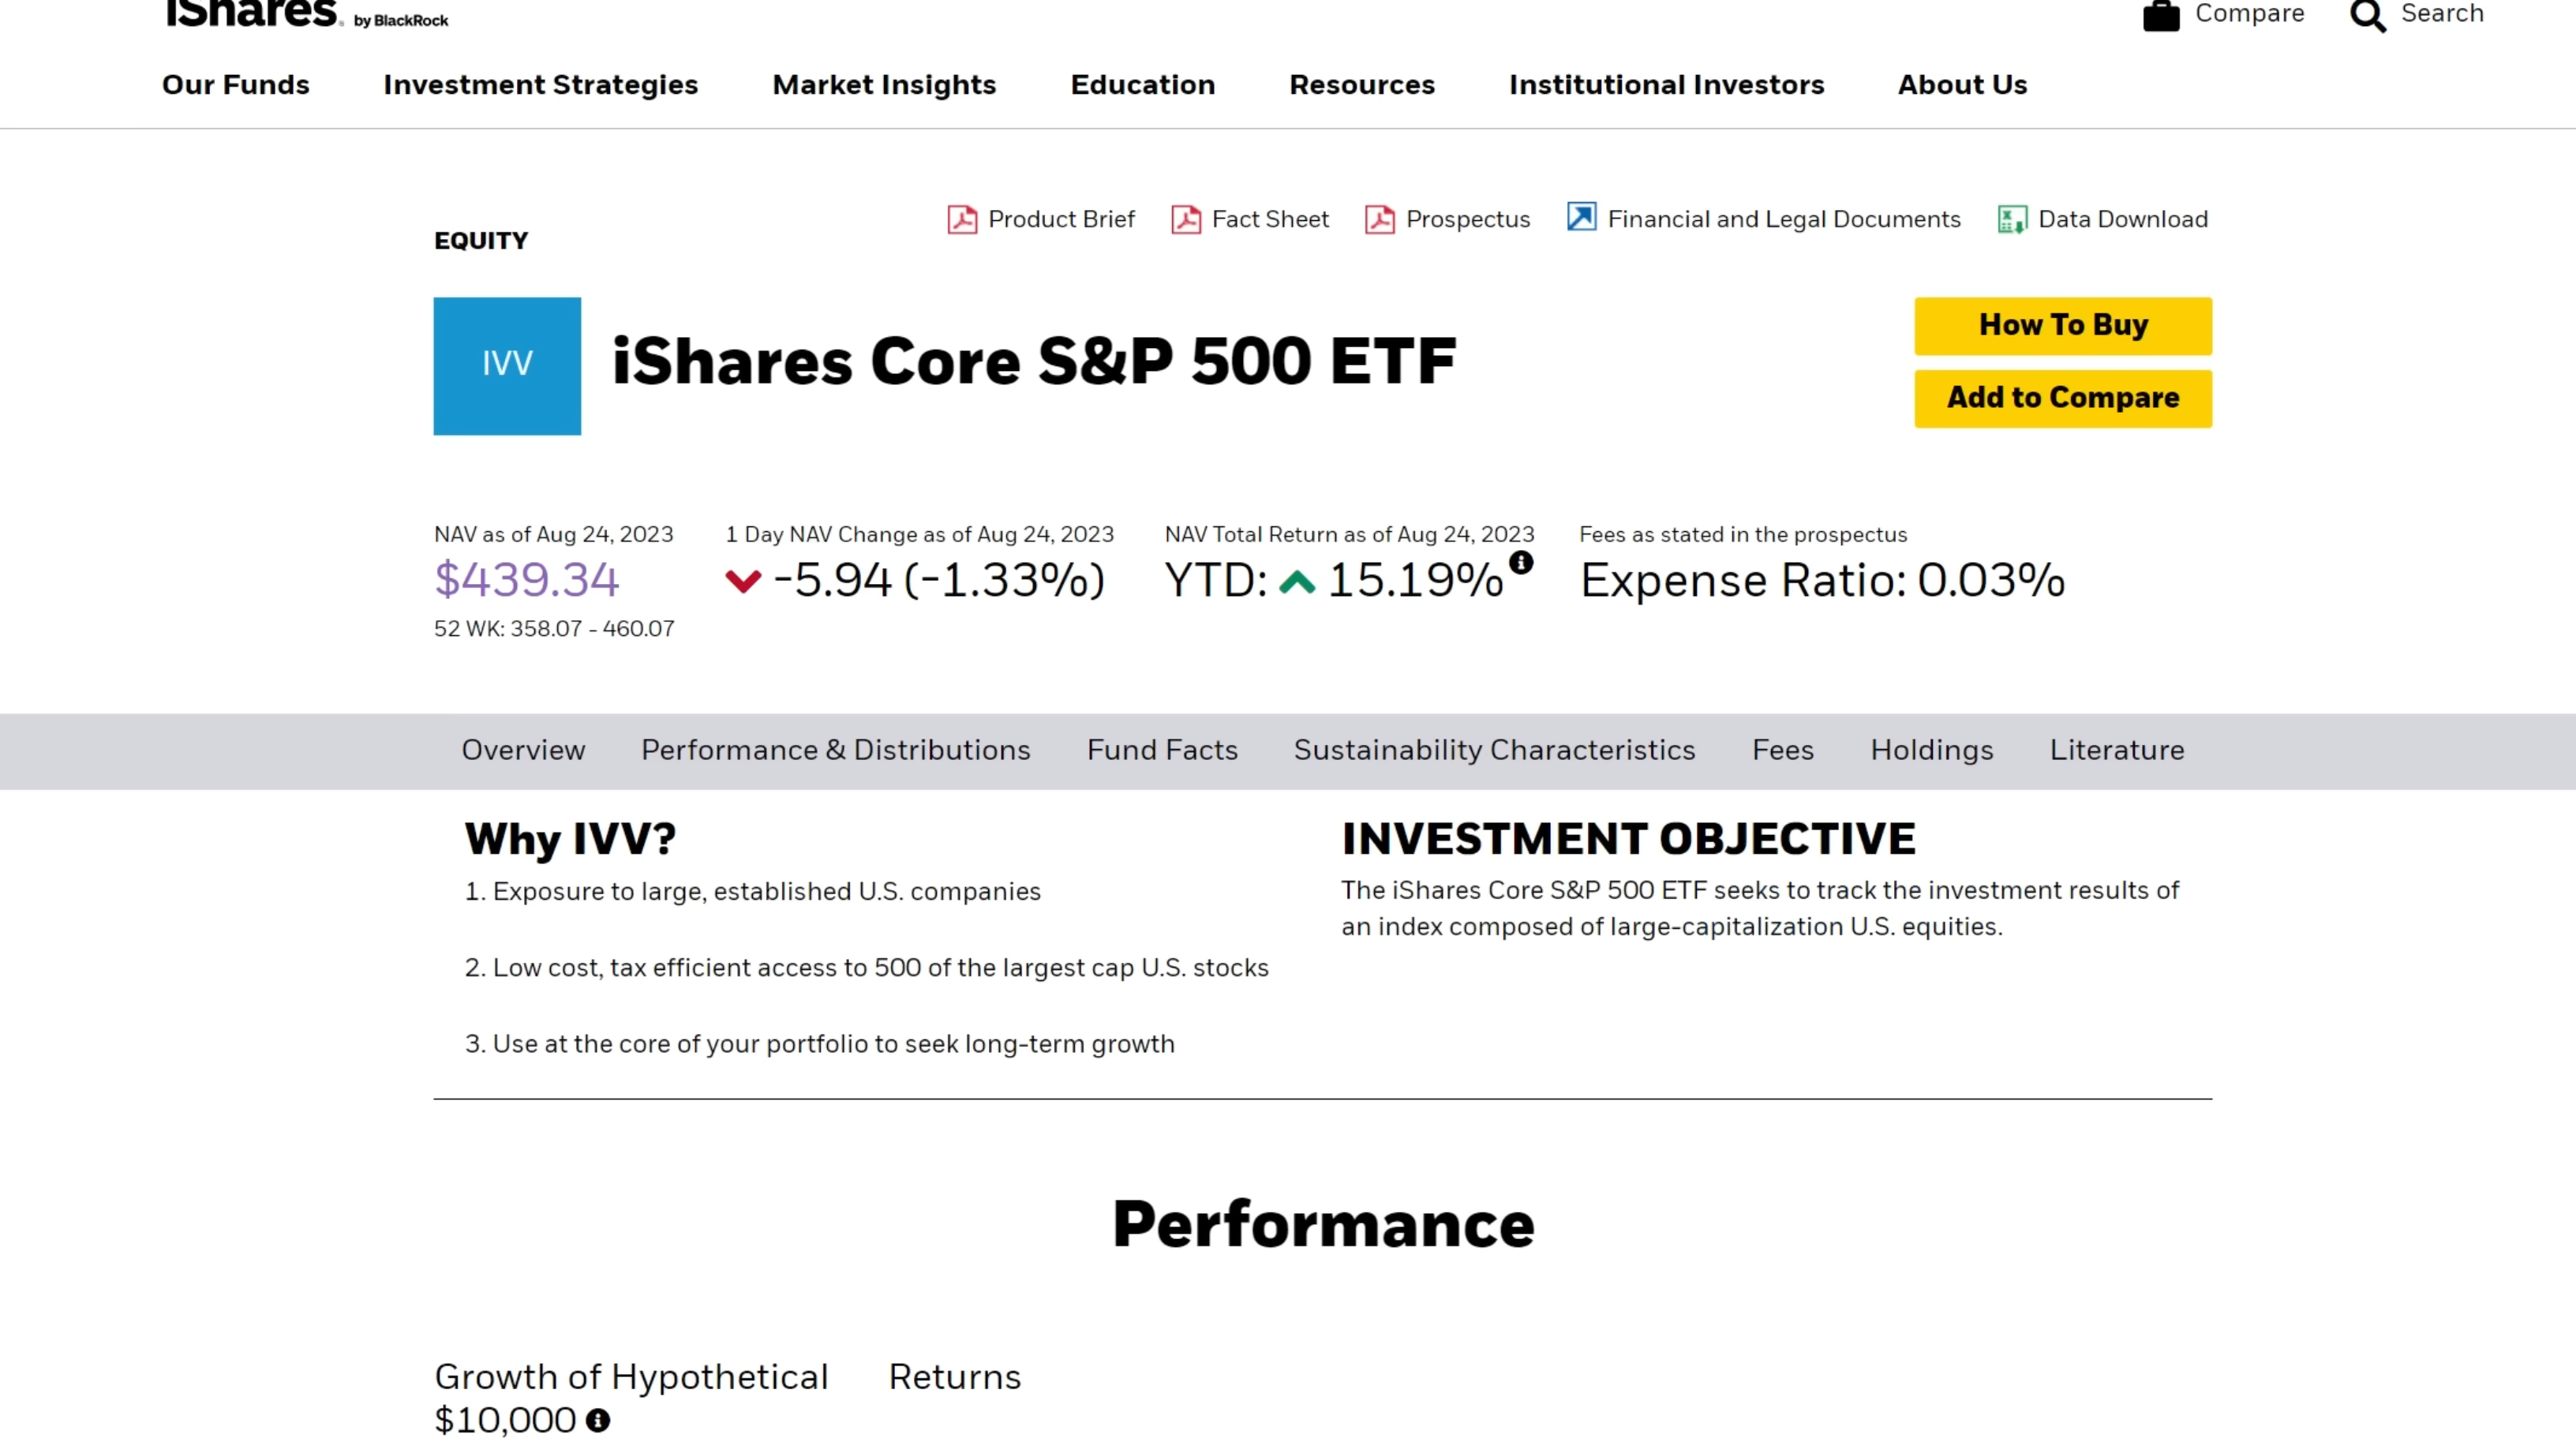 iShares. by BlackRock
Compare Search
Our Funds Investment Strategies Market Insights Education Resources Institutional Investors About Us
Product Brief Fact Sheet Prospectus Financial and Legal Documents Data Download
EQUITY
IVV
iShares Core S&P 500 ETF
How To Buy
Add to Compare
NAV as of Aug 24, 2023
$439.34
52 WK: 358.07 - 460.07
1 Day NAV Change as of Aug 24, 2023
-5.94 (-1.33%)
NAV Total Return as of Aug 24, 2023
YTD: 15.19%
Fees as stated in the prospectus
Expense Ratio: 0.03%
Overview Performance & Distributions Fund Facts Sustainability Characteristics Fees Holdings Literature
Why IVV?
1. Exposure to large, established U.S. companies
2. Low cost, tax efficient access to 500 of the largest cap U.S. stocks
3. Use at the core of your portfolio to seek long-term growth
INVESTMENT OBJECTIVE
The iShares Core S&P 500 ETF seeks to track the investment results of
an index composed of large-capitalization U.S. equities.
Performance
Growth of Hypothetical
$10,000
Returns